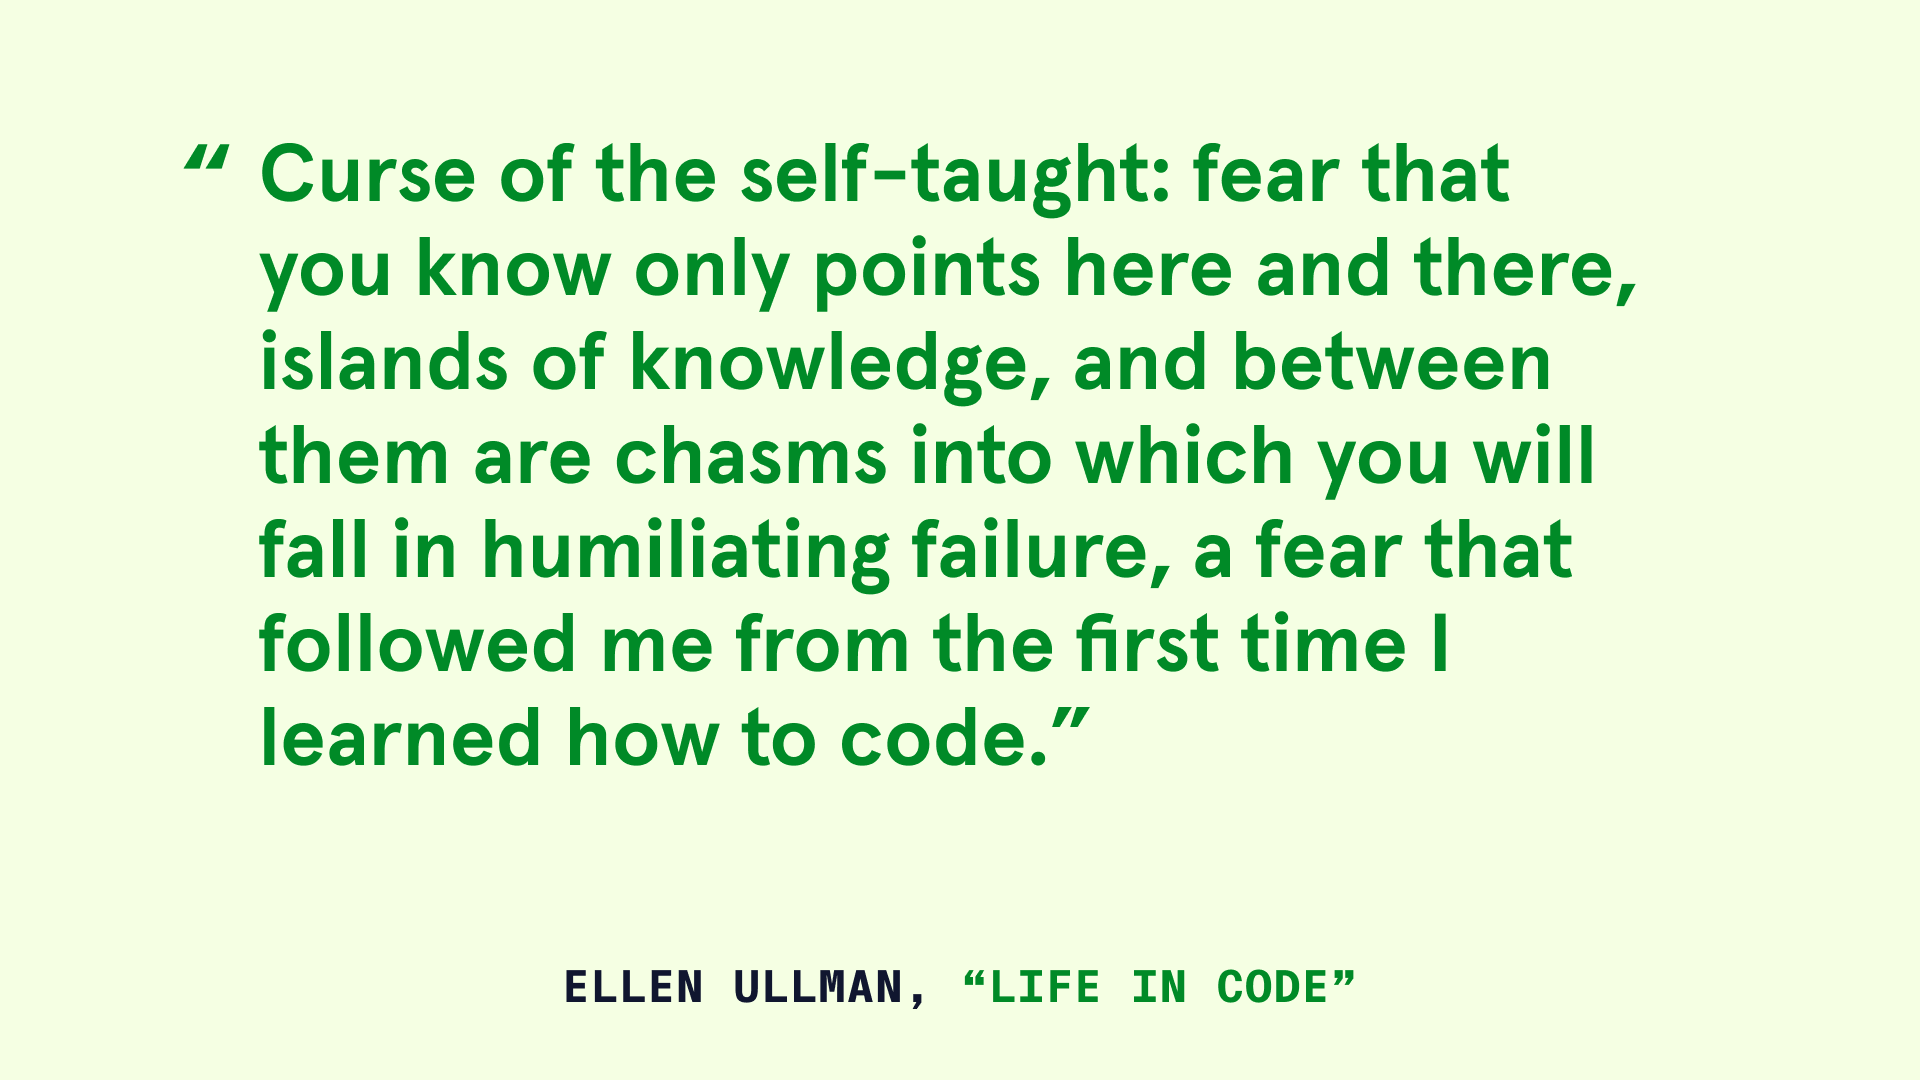 “Curse of the self-taught: fear that
you know only points here and there,
islands of knowledge, and between
them are chasms into which you will
fall in humiliating failure, a fear that
followed me from the first time I
learned how to code.”
ELLEN ULLMAN, “LIFE IN CODE”